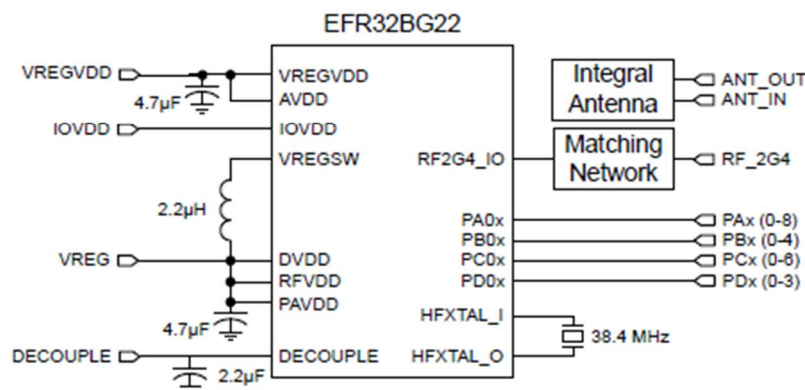 EFR32BG22
VREGVDD
4.7µF
IOVDD
2.2µH
VREG
4.7µF
DECOUPLE
2.2µF
VREGVDD
AVDD
IOVDD
VREGSW
DVDD
RFVDD
PAVDD
DECOUPLE
RF2G4_IO
PA0x
PB0x
PC0x
PD0x
HFXTAL_I
HFXTAL_O
Integral
Antenna
ANT_OUT
ANT_IN
Matching
Network
RF_2G4
PAx (0-8)
PBx (0-4)
PCx (0-6)
PDx (0-3)
38.4 MHz